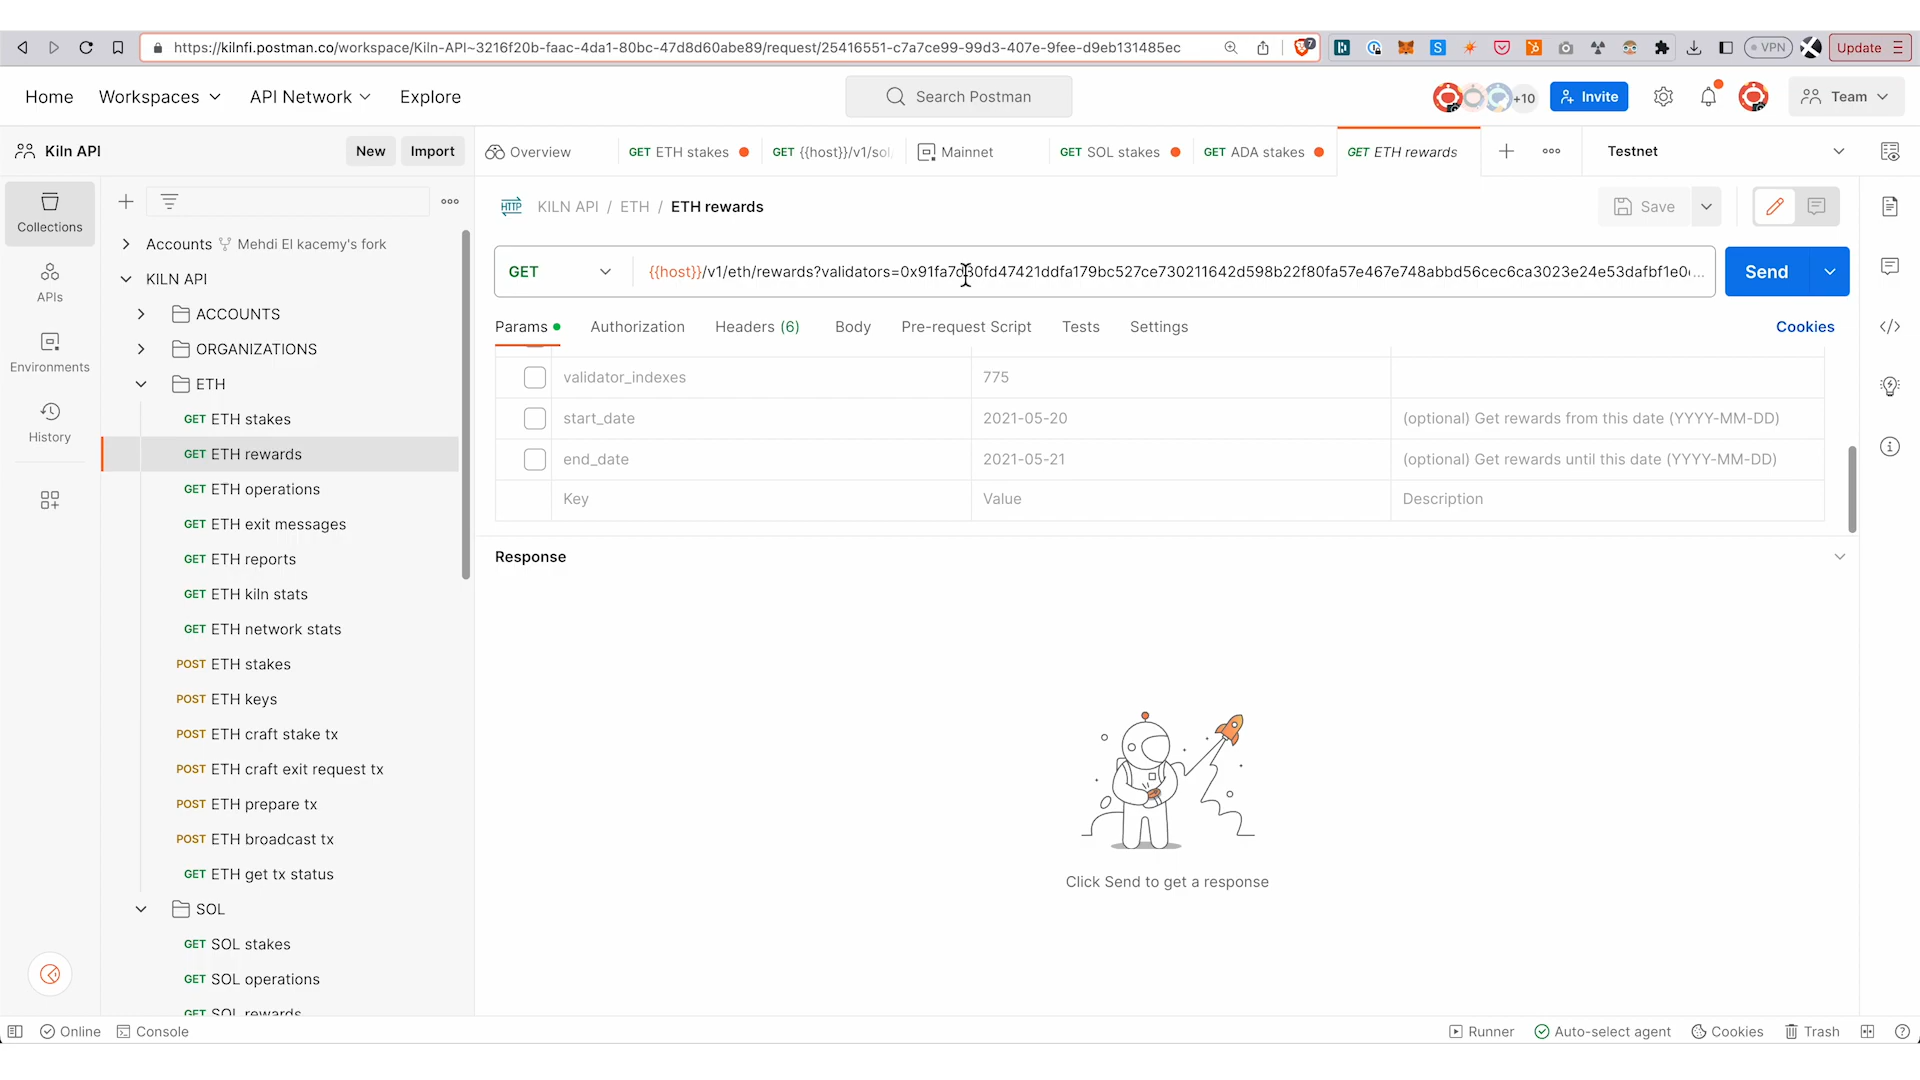 https://kilnfi.postman.co/workspace/Kiln-API~3216f20b-faac-4da1-80bc-47d8d60abe89/request/25416551-c7a7ce99-99d3-407e-9fee-d9eb131485ec
7
VPN
Update
Home
Workspaces
API Network
Explore
Search Postman
+10
Invite
Team
Kiln API
New
Import
Overview
GET ETH stakes
GET {{host}}/v1/sol
Mainnet
GET SOL stakes
GET ADA stakes
GET ETH rewards
Testnet
Collections
APIs
Environments
History
Accounts Mehdi El kacemy's fork
KILN API
ACCOUNTS
ORGANIZATIONS
ETH
GET ETH stakes
GET ETH rewards
GET ETH operations
GET ETH exit messages
GET ETH reports
GET ETH kiln stats
GET ETH network stats
POST ETH stakes
POST ETH keys
POST ETH craft stake tx
POST ETH craft exit request tx
POST ETH prepare tx
POST ETH broadcast tx
GET ETH get tx status
SOL
GET SOL stakes
GET SOL operations
GET SOL rewards
HTTP KILN API / ETH / ETH rewards
Save
GET
{{host}}/v1/eth/rewards?validators=0x91fa7d30fd47421ddfa179bc527ce730211642d598b22f80fa57e467e748abbd56cec6ca3023e24e53dafbf1e0...
Send
Params
Authorization
Headers (6)
Body
Pre-request Script
Tests
Settings
Cookies
validator_indexes 775
start_date 2021-05-20 (optional) Get rewards from this date (YYYY-MM-DD)
end_date 2021-05-21 (optional) Get rewards until this date (YYYY-MM-DD)
Key Value Description
Response
Click Send to get a response
Online
Console
Runner
Auto-select agent
Cookies
Trash